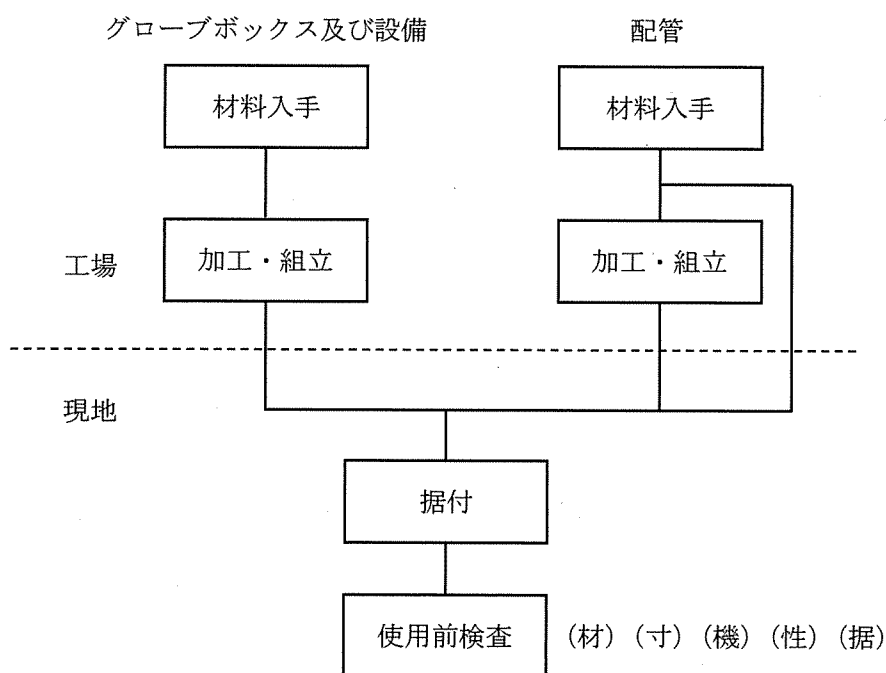 グローブボックス及び設備
配管
材料入手
材料入手
工場
加工・組立
加工・組立
現地
据付
使用前検査
(材) (寸) (機) (性) (据)